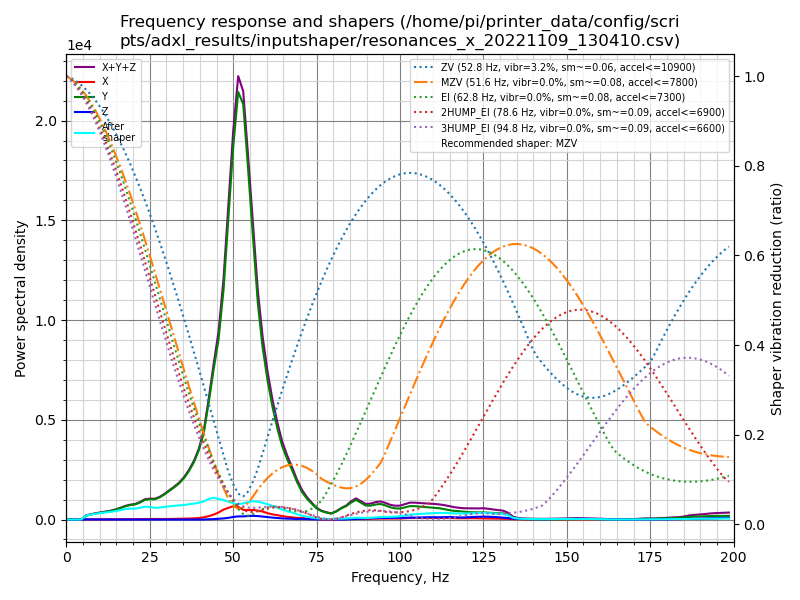 Frequency response and shapers (/home/pi/printer_data/config/scri
pts/adxl_results/inputshaper/resonances_x_20221109_130410.csv)
1e4
X+Y+Z
X
Y
Z
After
shaper
ZV (52.8 Hz, vibr=3.2%, sm~=0.06, accel<=10900)
MZV (51.6 Hz, vibr=0.0%, sm~=0.08, accel<=7800)
EI (62.8 Hz, vibr=0.0%, sm~=0.08, accel<=7300)
2HUMP_EI (78.6 Hz, vibr=0.0%, sm~=0.09, accel<=6900)
3HUMP_EI (94.8 Hz, vibr=0.0%, sm~=0.09, accel<=6600)
Recommended shaper: MZV
Power spectral density
2.0
1.5
1.0
0.5
0.0
1.0
0.8
0.6
0.4
0.2
0.0
Shaper vibration reduction (ratio)
0 25 50 75 100 125 150 175 200
Frequency, Hz